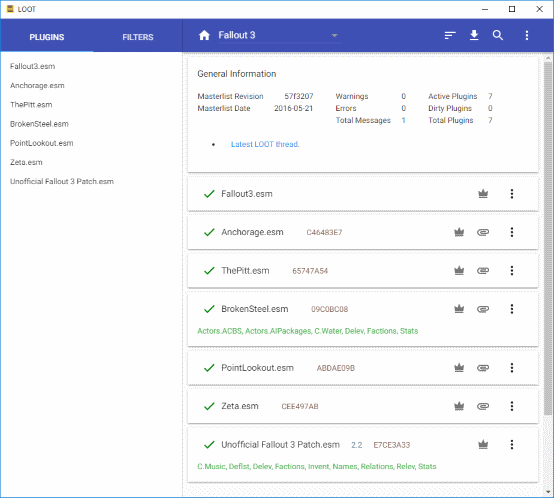 LOOT
PLUGINS FILTERS Fallout 3
Fallout3.esm
Anchorage.esm
ThePitt.esm
BrokenSteel.esm
PointLookout.esm
Zeta.esm
Unofficial Fallout 3 Patch.esm
General Information
Masterlist Revision 57f3207 Warnings 0 Active Plugins 7
Masterlist Date 2016-05-21 Errors 0 Dirty Plugins 0
Total Messages 1 Total Plugins 7
• Latest LOOT thread.
Fallout3.esm
Anchorage.esm C46483E7
ThePitt.esm 65747A54
BrokenSteel.esm 09C0BC08
Actors.ACBS, Actors.AIPackages, C.Water, Delev, Factions, Stats
PointLookout.esm ABDAE09B
Zeta.esm CEE497AB
Unofficial Fallout 3 Patch.esm 2.2 E7CE3A33
C.Music, Deflst, Delev, Factions, Invent, Names, Relations, Relev, Stats